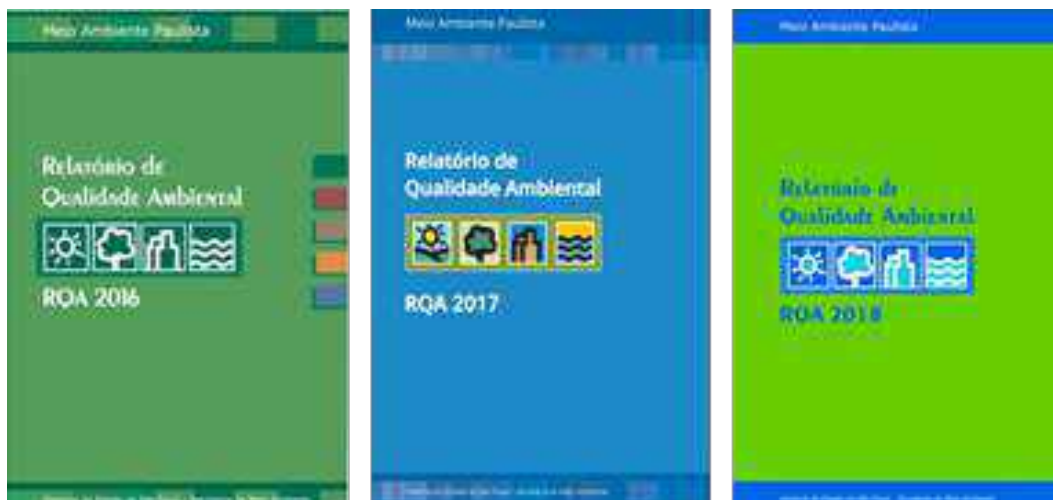 Meio Ambiente Paulista
Relatório de
Qualidade Ambiental
RQA 2016
Meio Ambiente Paulista
Relatório de
Qualidade Ambiental
RQA 2017
Meio Ambiente Paulista
Relatório de
Qualidade Ambiental
RQA 2018